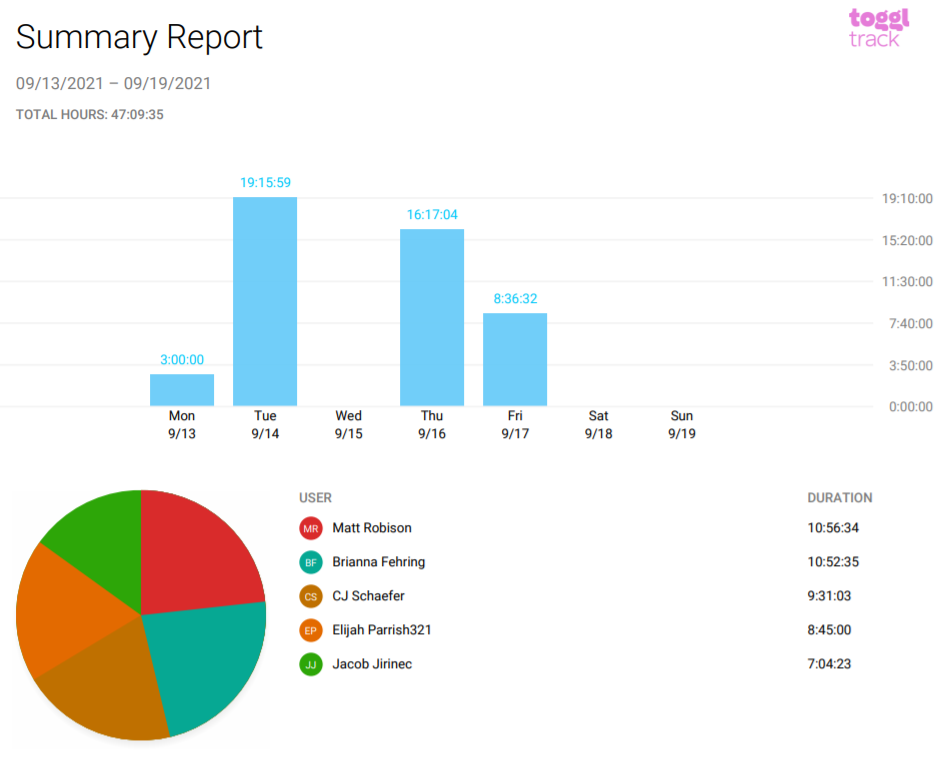 Summary Report
toggl
track
09/13/2021 – 09/19/2021
TOTAL HOURS: 47:09:35
19:15:59
19:10:00
16:17:04
15:20:00
11:30:00
8:36:32
7:40:00
3:00:00
3:50:00
0:00:00
Mon Tue Wed Thu Fri Sat Sun
9/13 9/14 9/15 9/16 9/17 9/18 9/19
USER DURATION
MR Matt Robison 10:56:34
BF Brianna Fehring 10:52:35
CS CJ Schaefer 9:31:03
EP Elijah Parrish321 8:45:00
JJ Jacob Jirinec 7:04:23